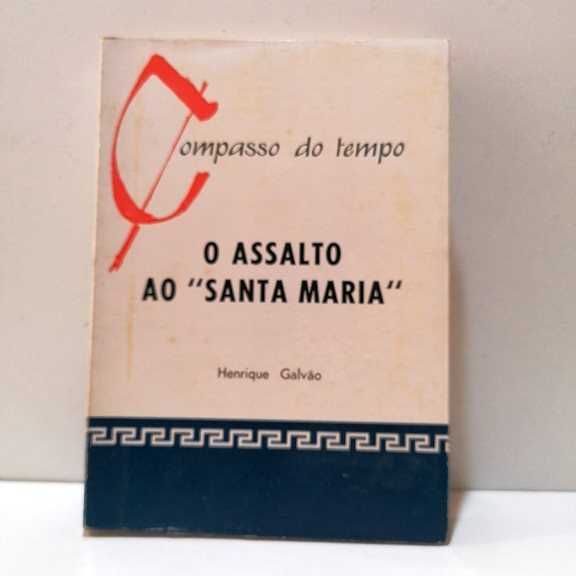 Compasso do tempo
O ASSALTO
AO "SANTA MARIA"
Henrique Galvão